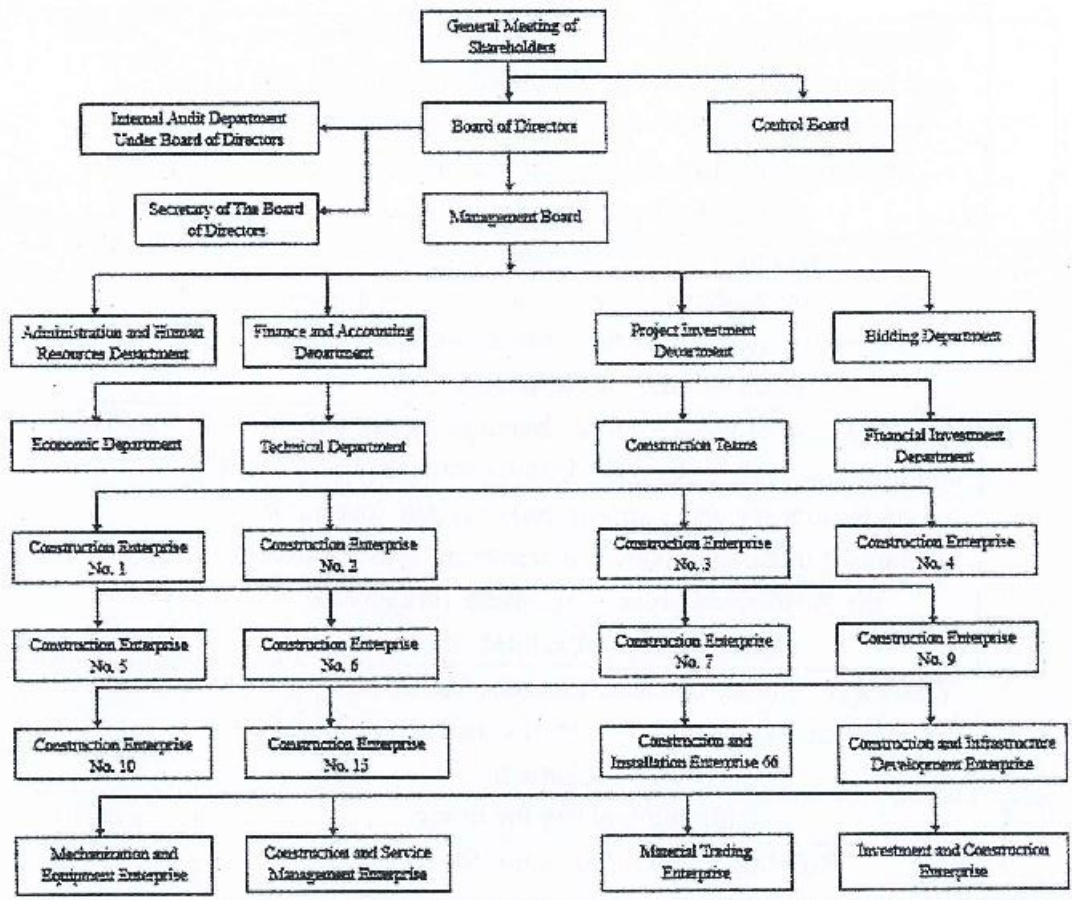 General Meeting of
Shareholders
Internal Audit Department
Under Board of Directors
Board of Directors
Control Board
Secretary of The Board
of Directors
Management Board
Administration and Human
Resources Department
Finance and Accounting
Department
Project Investment
Department
Bidding Department
Economic Department
Technical Department
Construction Teams
Financial Investment
Department
Construction Enterprise
No. 1
Construction Enterprise
No. 2
Construction Enterprise
No. 3
Construction Enterprise
No. 4
Construction Enterprise
No. 5
Construction Enterprise
No. 6
Construction Enterprise
No. 7
Construction Enterprise
No. 9
Construction Enterprise
No. 10
Construction Enterprise
No. 15
Construction and
Installation Enterprise 66
Construction and Infrastructure
Development Enterprise
Mechanization and
Equipment Enterprise
Construction and Service
Management Enterprise
Material Trading
Enterprise
Investment and Construction
Enterprise